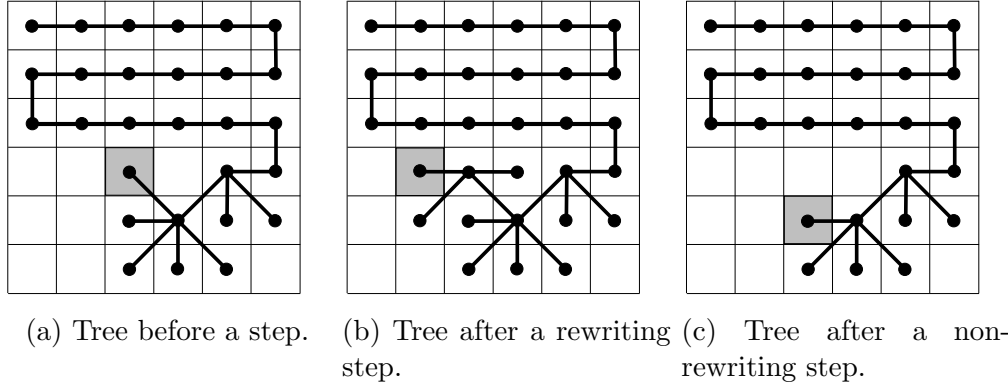 (a) Tree before a step.
(b) Tree after a rewriting
step.
(c) Tree after a non-
rewriting step.